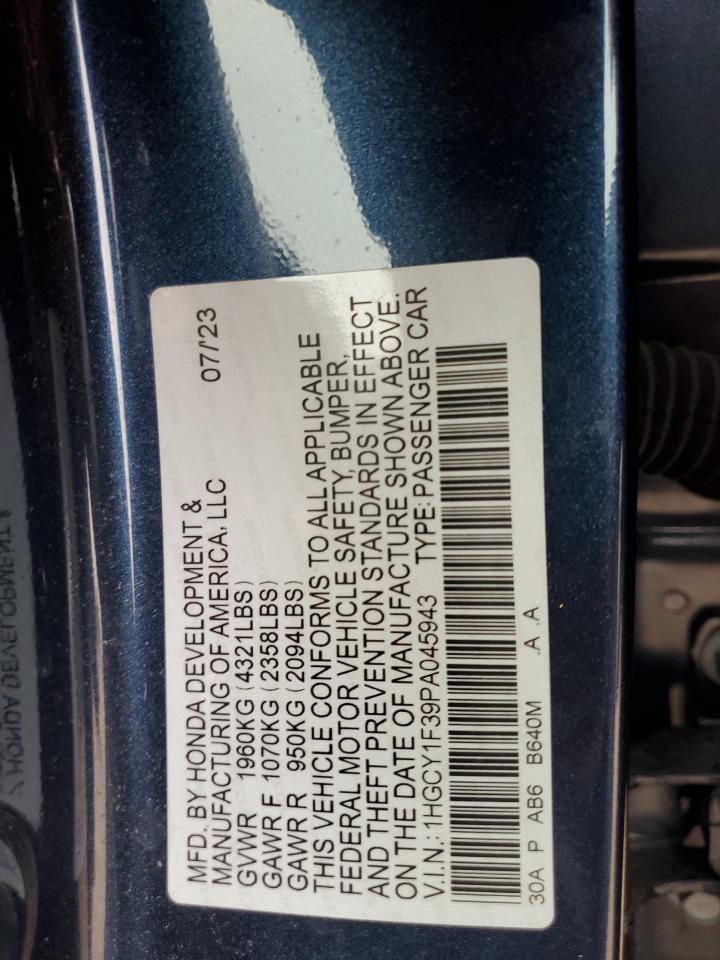 MFD. BY HONDA DEVELOPMENT &
MANUFACTURING OF AMERICA, LLC 07/'23
GVWR 1960KG (4321LBS)
GAWR F 1070KG (2358LBS)
GAWR R 950KG (2094LBS)
THIS VEHICLE CONFORMS TO ALL APPLICABLE
FEDERAL MOTOR VEHICLE SAFETY, BUMPER,
AND THEFT PREVENTION STANDARDS IN EFFECT
ON THE DATE OF MANUFACTURE SHOWN ABOVE.
V.I.N.: 1HGCY1F39PA045943 TYPE: PASSENGER CAR
30A P AB6 B640M .A .A